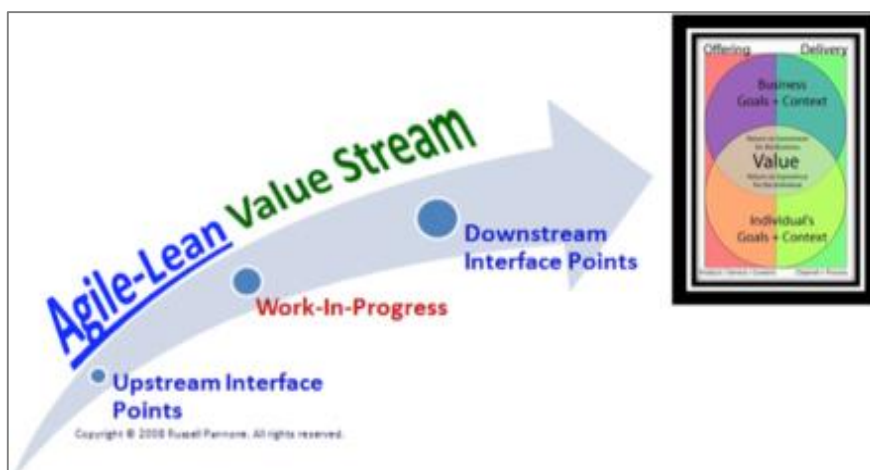 Agile-Lean Value Stream
Upstream Interface
Points
Work-In-Progress
Downstream
Interface Points
Copyright © 2008 Russell Pannone. All rights reserved.
Offering Delivery
Business
Goals + Context
Value
Individual's
Goals + Context